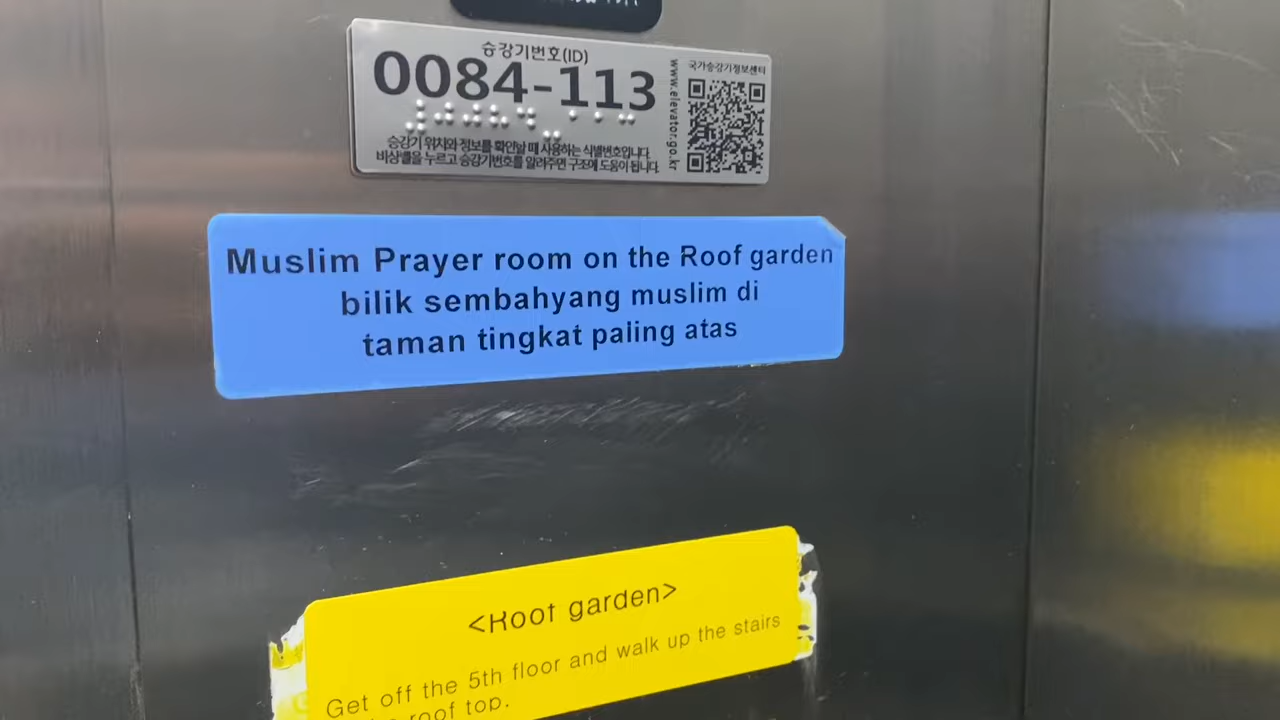 승강기번호(ID)
0084-113
승강기 위치와 정보를 확인할 때 사용하는 식별번호입니다.
비상벨을 누르고 승강기번호를 알려주면 구조에 도움이 됩니다.
www.elevator.go.kr
국가승강기정보센터
Muslim Prayer room on the Roof garden
bilik sembahyang muslim di
taman tingkat paling atas
<Roof garden>
Get off the 5th floor and walk up the stairs
roof top.